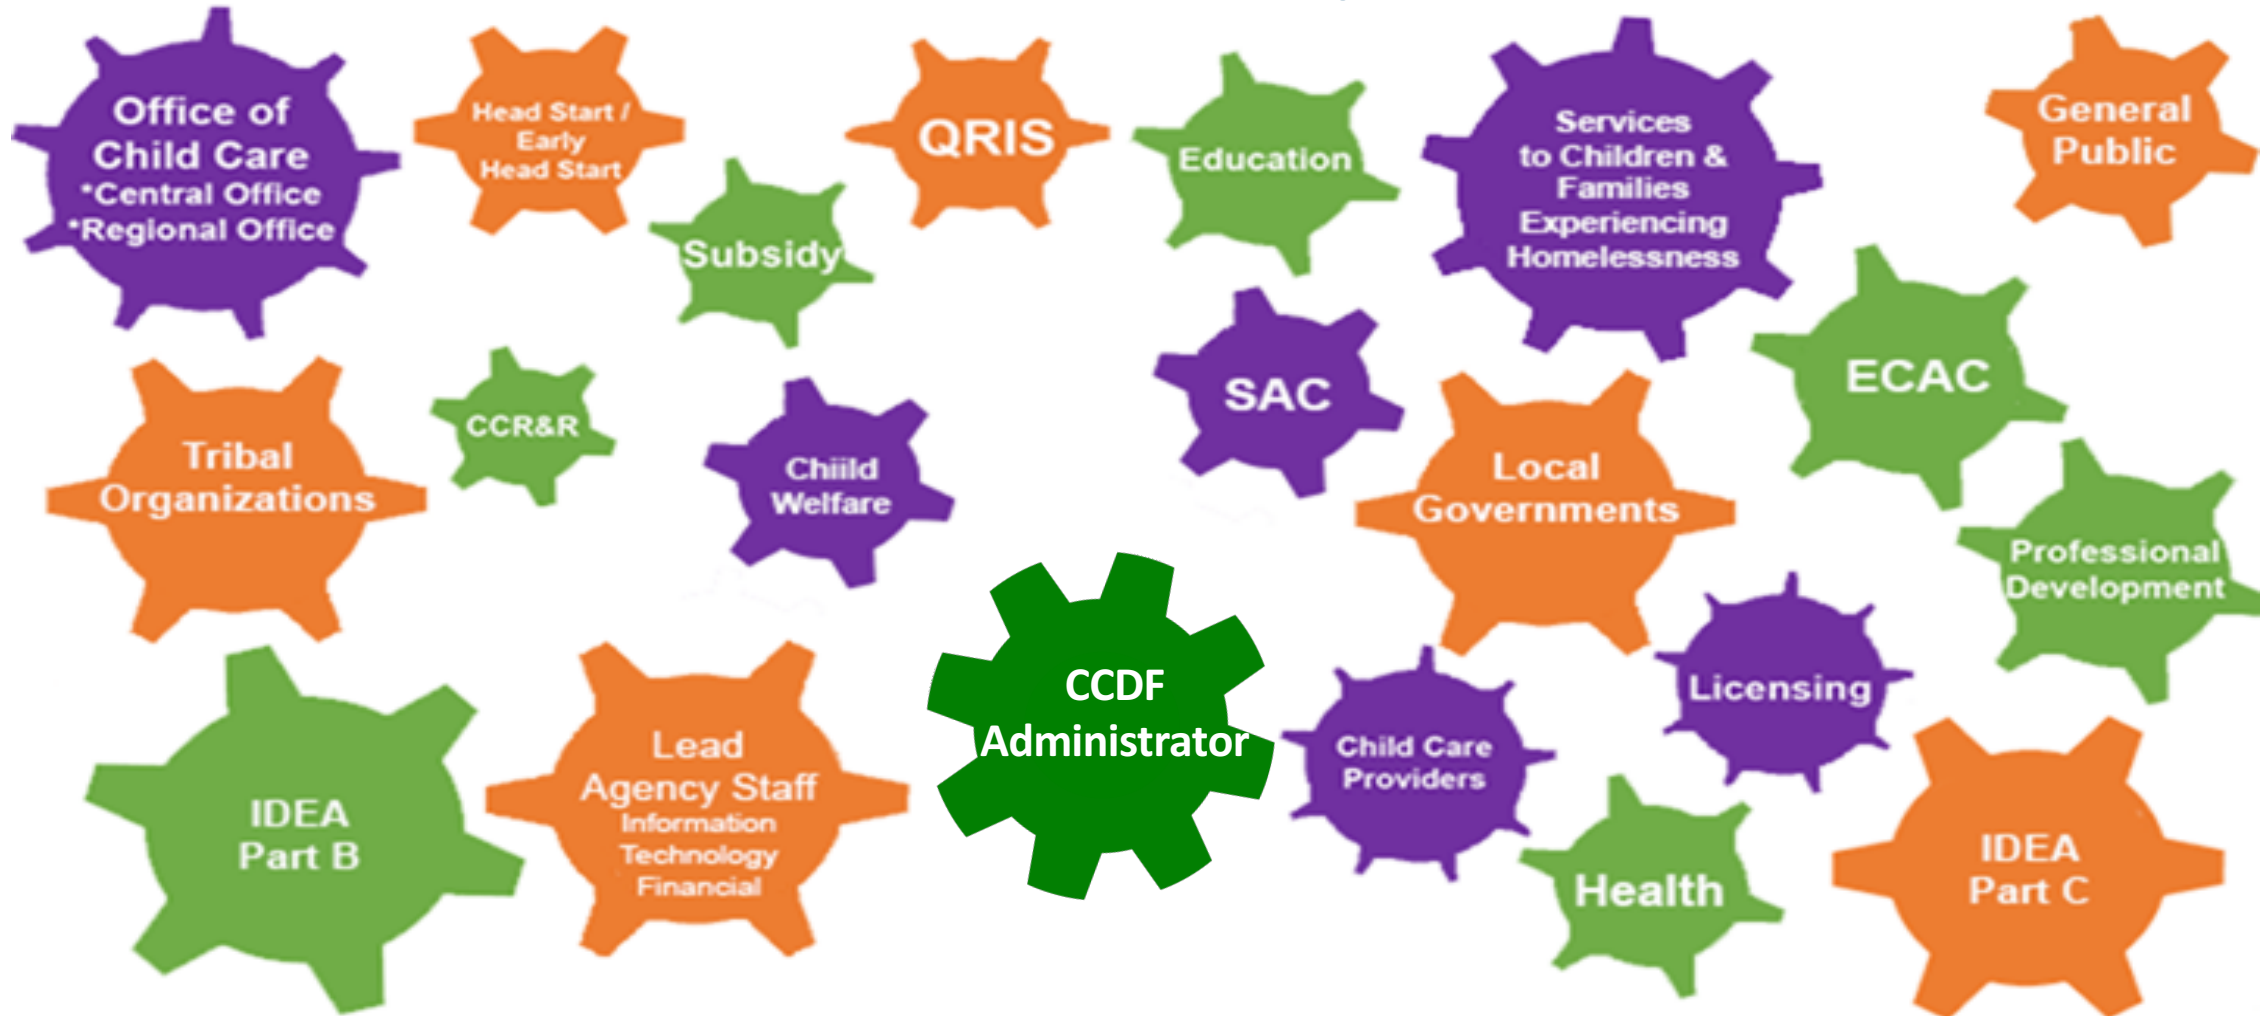 Office of
Child Care
*Central Office
*Regional Office
Head Start /
Early
Head Start
QRIS
Education
Services
to Children &
Families
Experiencing
Homelessness
General
Public
Subsidy
Tribal
Organizations
CCR&R
Chiild
Welfare
SAC
Local
Governments
ECAC
Professional
Development
IDEA
Part B
Lead
Agency Staff
Information
Technology
Financial
CCDF
Administrator
Child Care
Providers
Licensing
Health
IDEA
Part C